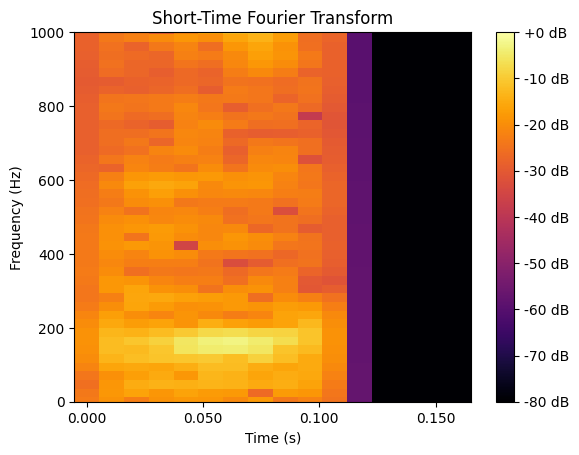 Short-Time Fourier Transform
Frequency (Hz)
1000
800
600
400
200
0
0.000
0.050
0.100
0.150
Time (s)
+0 dB
-10 dB
-20 dB
-30 dB
-40 dB
-50 dB
-60 dB
-70 dB
-80 dB